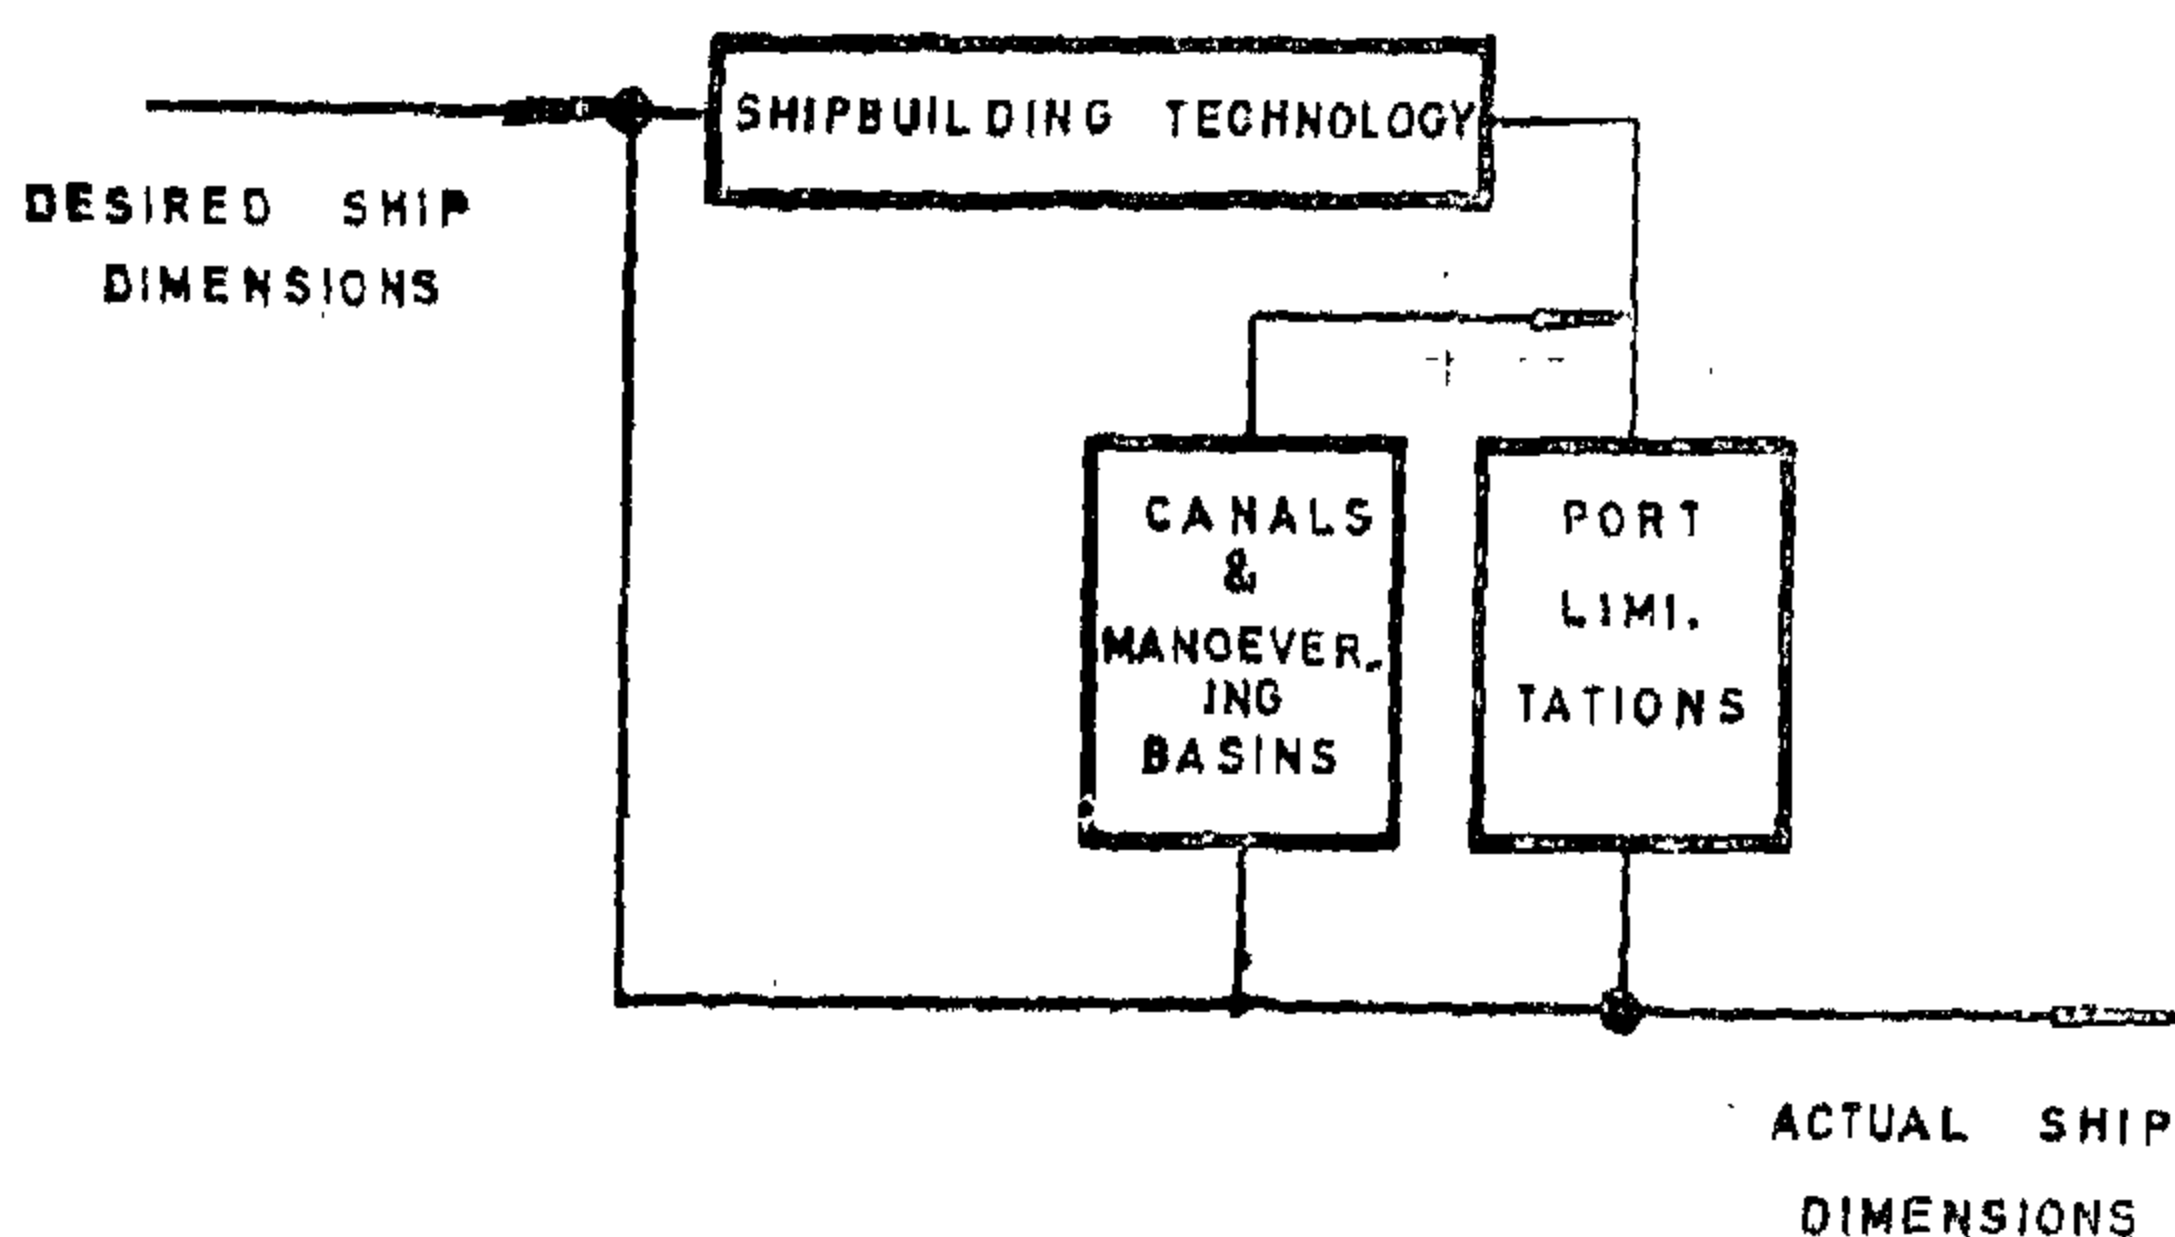 SHIPBUILDING TECHNOLOGY
DESIRED SHIP
DIMENSIONS
CANALS
&
MANOEVER-
ING
BASINS
PORT
LIMI-
TATIONS
ACTUAL SHIP
DIMENSIONS